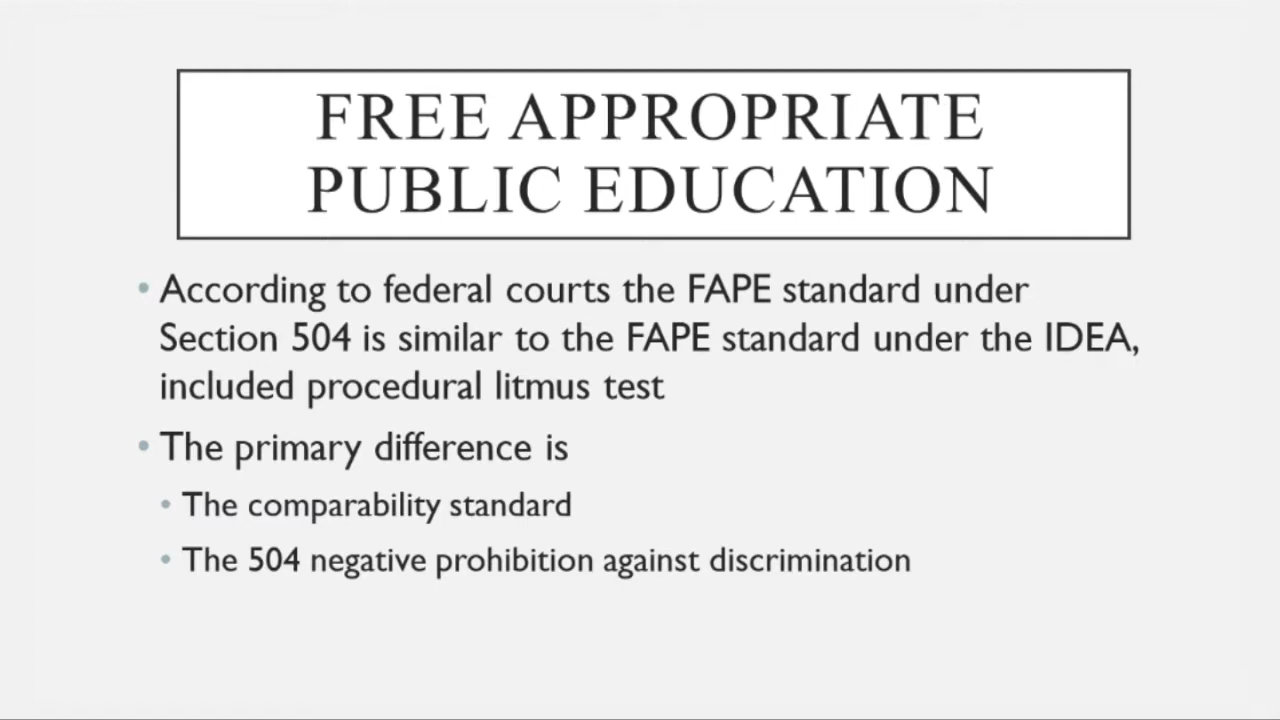 FREE APPROPRIATE
PUBLIC EDUCATION
• According to federal courts the FAPE standard under
Section 504 is similar to the FAPE standard under the IDEA,
included procedural litmus test
• The primary difference is
• The comparability standard
• The 504 negative prohibition against discrimination